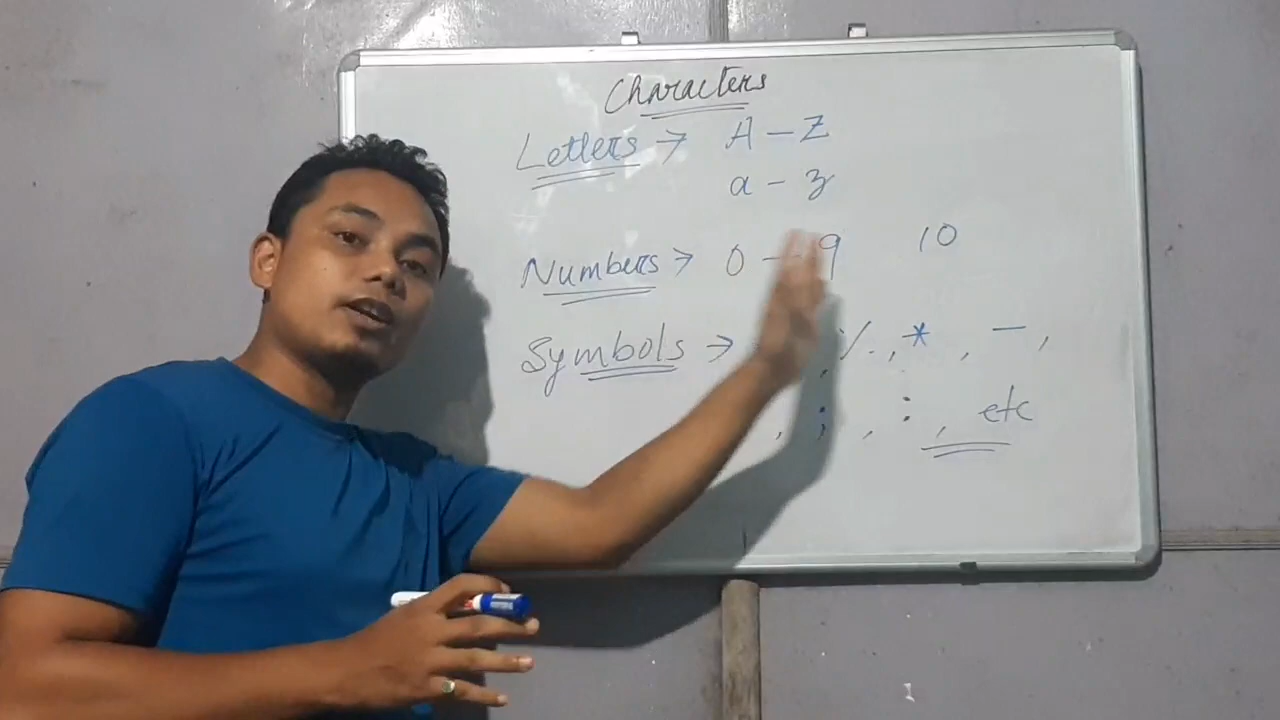 Characters
Letters → A - Z
a - z
Numbers → 0 - 9 10
Symbols → %, *, -,
, ; , : , etc